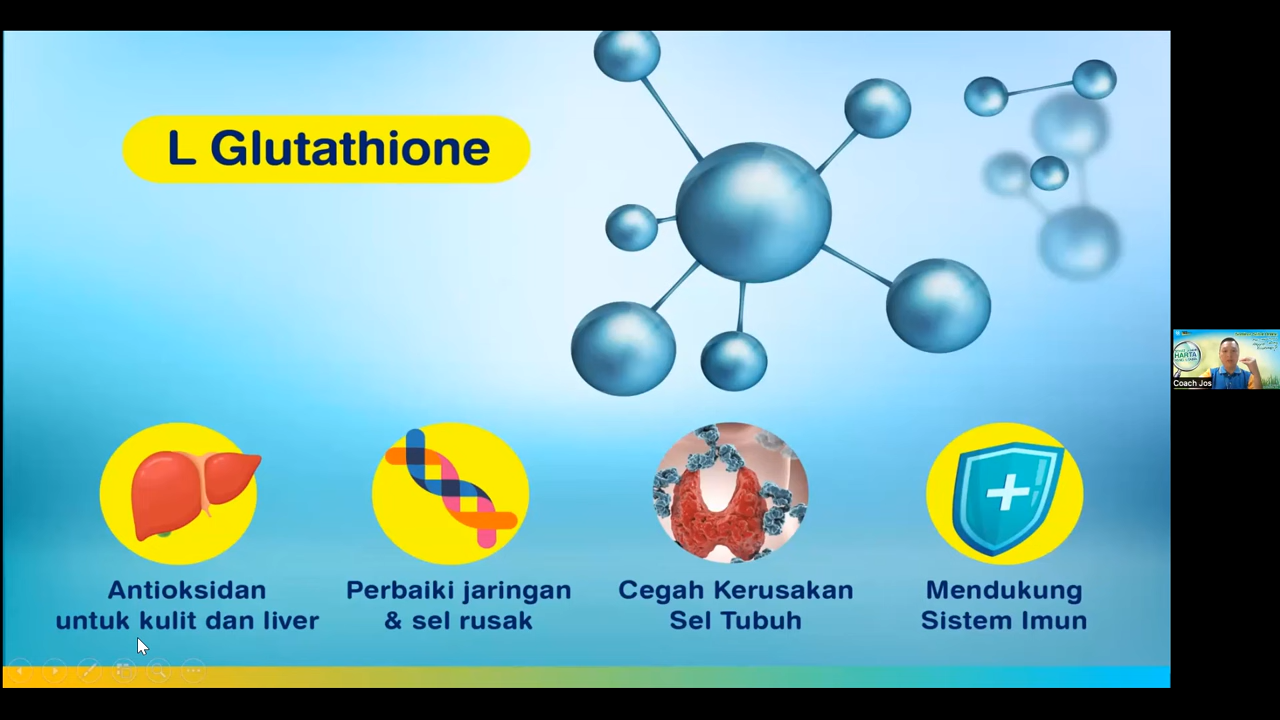 L Glutathione
Antioksidan
untuk kulit dan liver
Perbaiki jaringan
& sel rusak
Cegah Kerusakan
Sel Tubuh
Mendukung
Sistem Imun
HARTA
Coach Jos